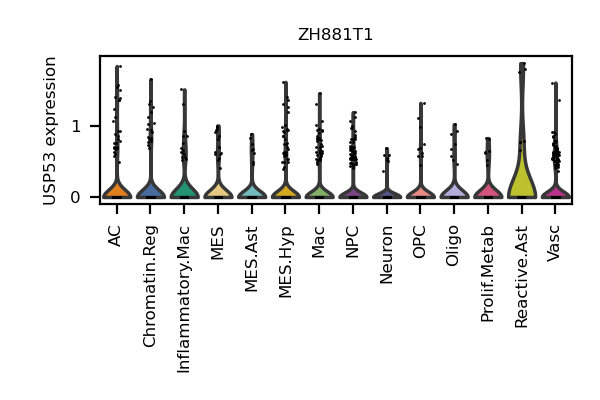 ZH881T1
USP53 expression
1
0
AC
Chromatin.Reg
Inflammatory.Mac
MES
MES.Ast
MES.Hyp
Mac
NPC
Neuron
OPC
Oligo
Prolif.Metab
Reactive.Ast
Vasc